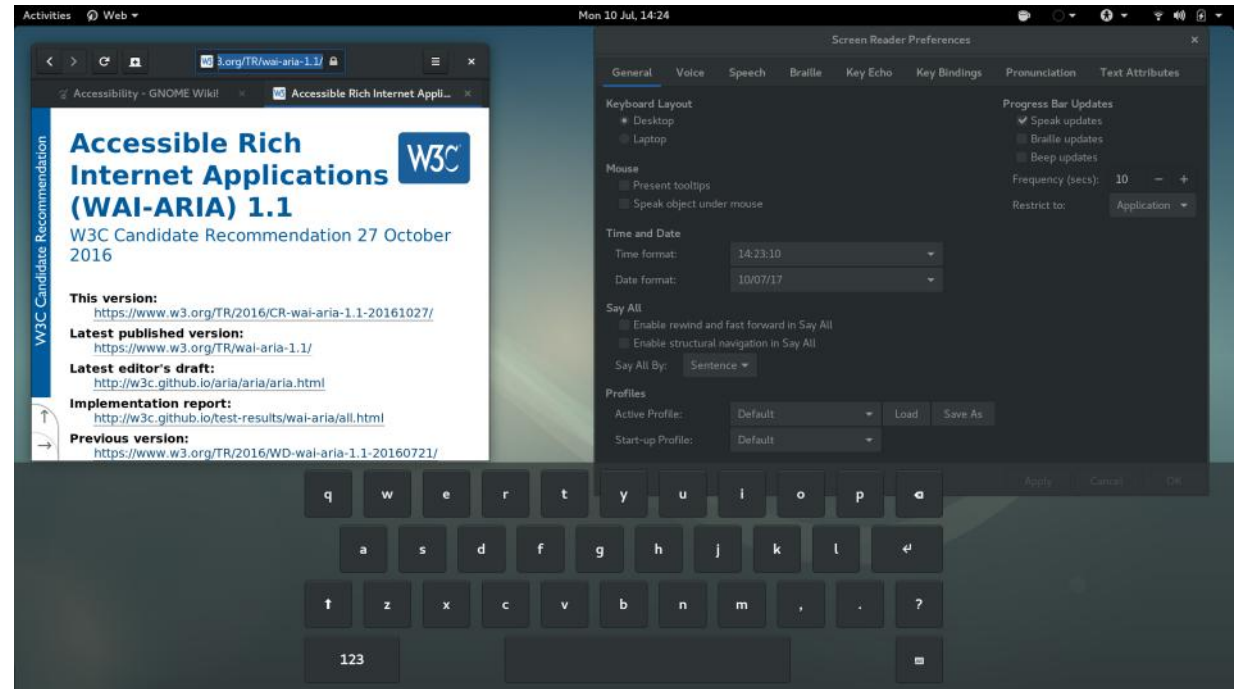 Activities Web
Mon 10 Jul, 14:24
3.org/TR/wai-aria-1.1/
Accessibility - GNOME Wiki!
Accessible Rich Internet Appli...
W3C Candidate Recommendation
Accessible Rich
Internet Applications
(WAI-ARIA) 1.1
W3C
W3C Candidate Recommendation 27 October
2016
This version:
https://www.w3.org/TR/2016/CR-wai-aria-1.1-20161027/
Latest published version:
https://www.w3.org/TR/wai-aria-1.1/
Latest editor's draft:
http://w3c.github.io/aria/aria/aria.html
Implementation report:
http://w3c.github.io/test-results/wai-aria/all.html
Previous version:
https://www.w3.org/TR/2016/WD-wai-aria-1.1-20160721/
Screen Reader Preferences
General Voice Speech Braille Key Echo Key Bindings Pronunciation Text Attributes
Keyboard Layout
Desktop
Laptop
Mouse
Present tooltips
Speak object under mouse
Time and Date
Time format: 14:23:10
Date format: 10/07/17
Say All
Enable rewind and fast forward in Say All
Enable structural navigation in Say All
Say All By: Sentence
Profiles
Active Profile: Default Load Save As
Start-up Profile: Default
Progress Bar Updates
Speak updates
Braille updates
Beep updates
Frequency (secs): 10 − +
Restrict to: Application
Apply Cancel OK
q w e r t y u i o p
a s d f g h j k l
z x c v b n m , . ?
123